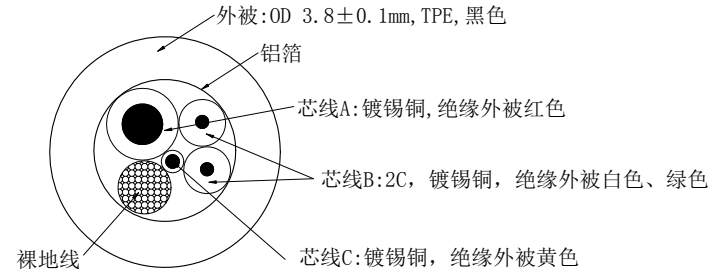 外被:OD 3.8±0.1mm,TPE,黑色
铝箔
芯线A:镀锡铜,绝缘外被红色
芯线B:2C，镀锡铜，绝缘外被白色、绿色
裸地线
芯线C:镀锡铜，绝缘外被黄色